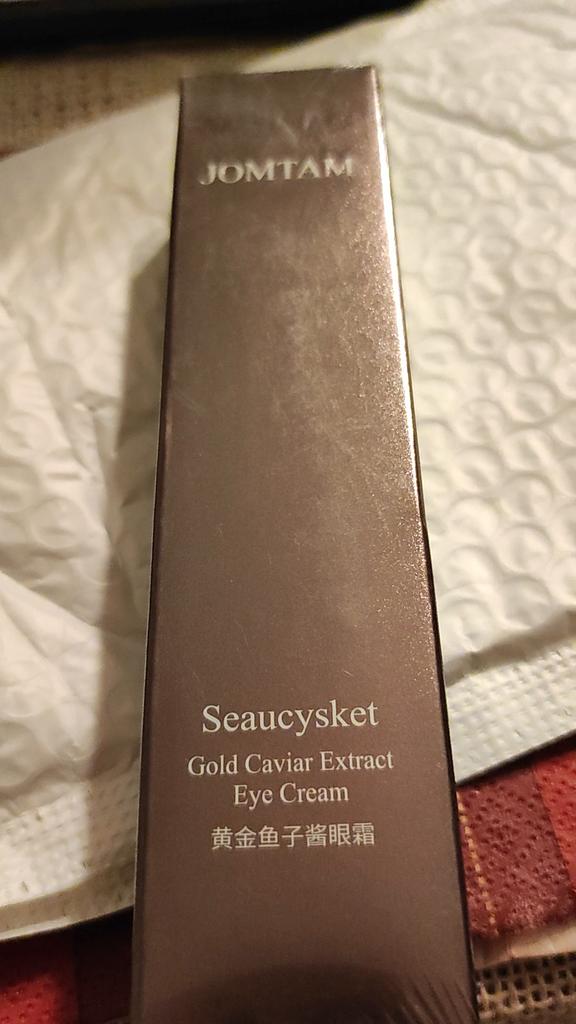 JOMTAM
Seaucysket
Gold Caviar Extract
Eye Cream
黄金鱼子酱眼霜